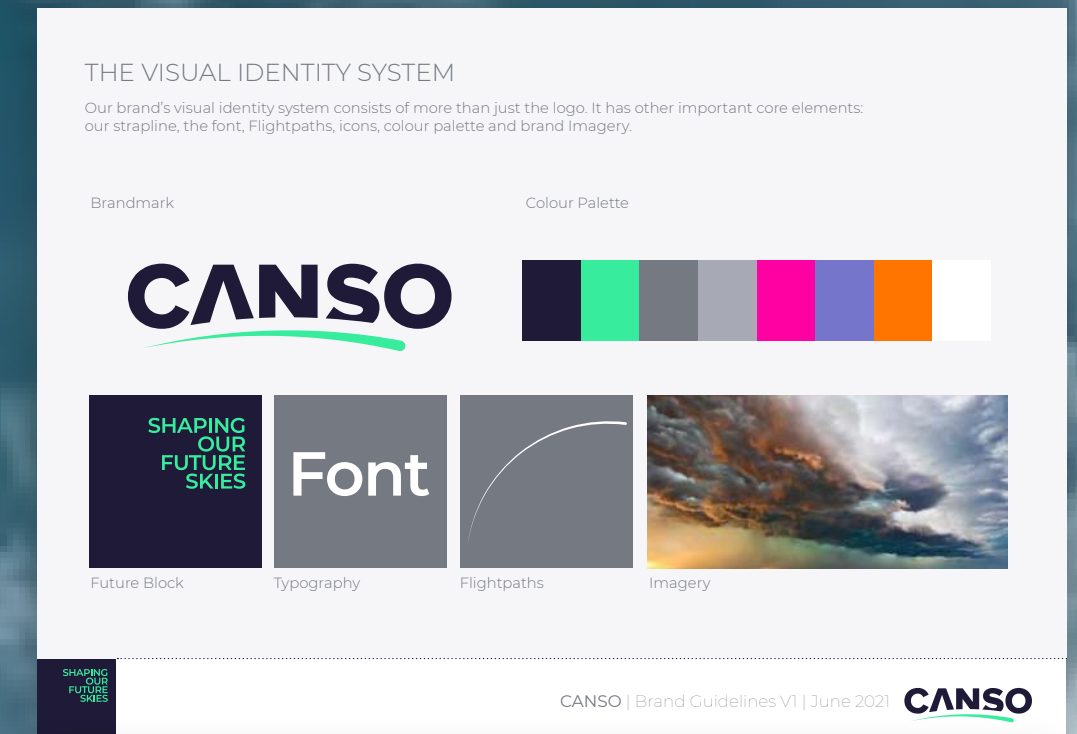 THE VISUAL IDENTITY SYSTEM
Our brand's visual identity system consists of more than just the logo. It has other important core elements:
our strapline, the font, Flightpaths, icons, colour palette and brand Imagery.
Brandmark
Colour Palette
CANSO
SHAPING
OUR
FUTURE
SKIES
Font
Future Block
Typography
Flightpaths
Imagery
SHAPING
OUR
FUTURE
SKIES
CANSO | Brand Guidelines V1 | June 2021
CANSO